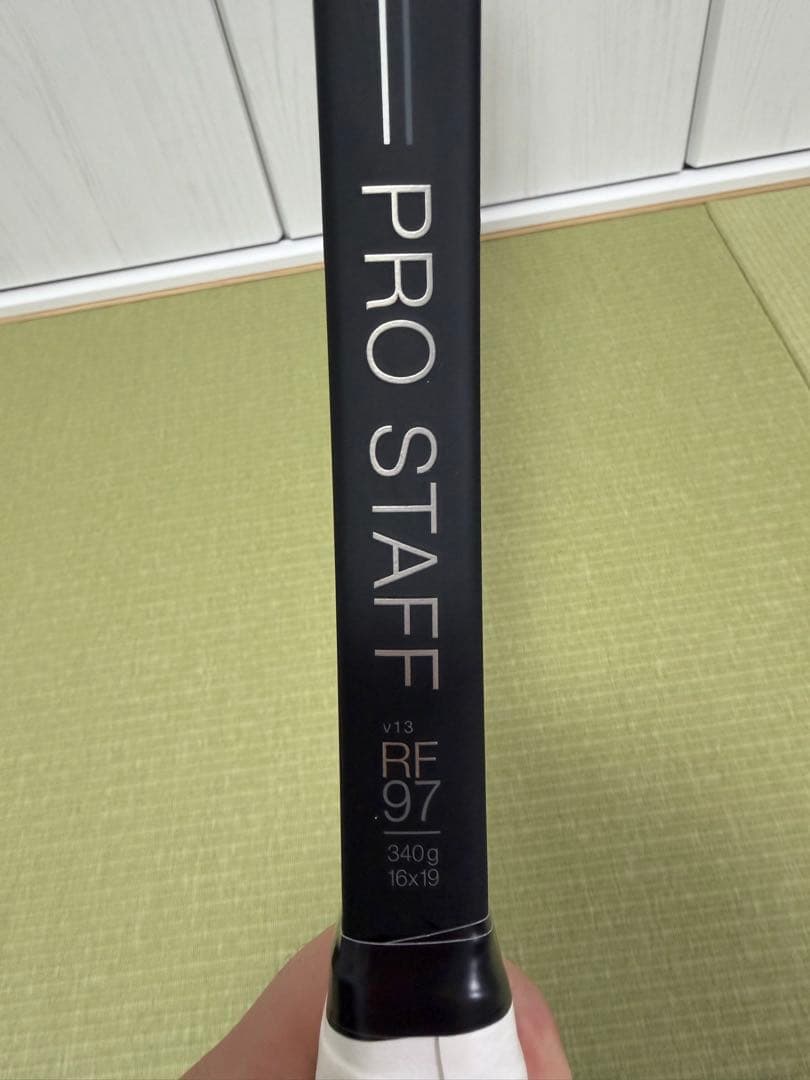 PRO STAFF
v13
RF
97
340g
16x19